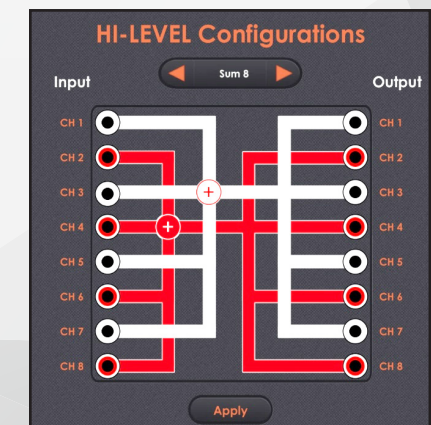 HI-LEVEL Configurations
Sum 8
Input Output
CH 1 CH 1
CH 2 CH 2
CH 3 CH 3
CH 4 CH 4
CH 5 CH 5
CH 6 CH 6
CH 7 CH 7
CH 8 CH 8
Apply